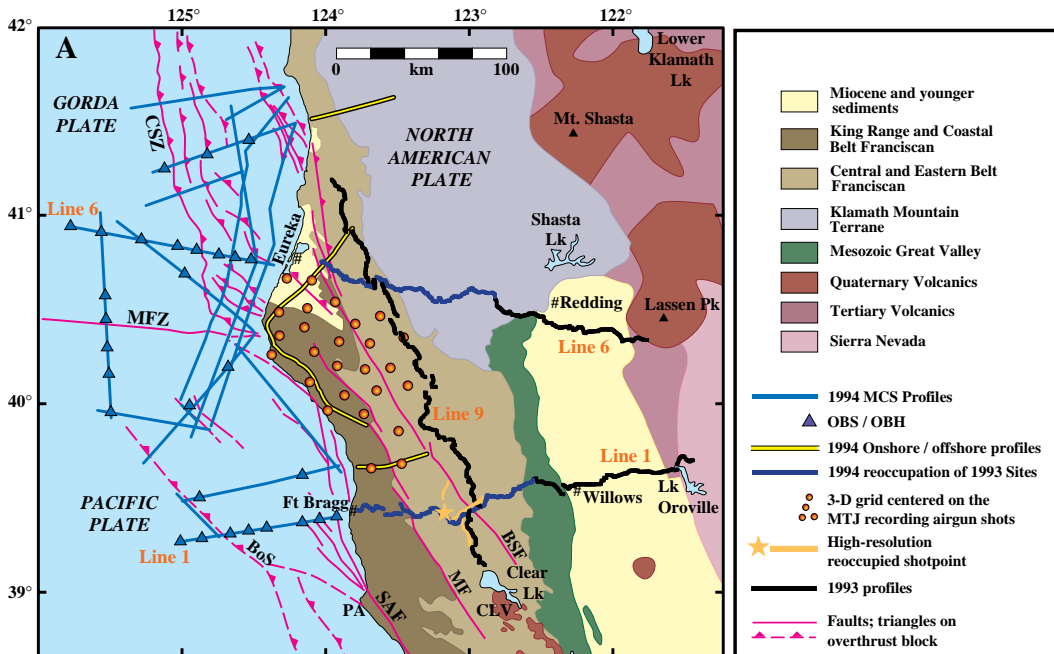 125°
124°
123°
122°
42°
A
0
100
km
Lower
Klamath
Lk
GORDA
PLATE
CSZ
Mt. Shasta
NORTH
AMERICAN
PLATE
Line 6
41°
Eureka
#
Shasta
Lk
#Redding
Lassen Pk
MFZ
Line 6
40°
Line 9
Line 1
PACIFIC
PLATE
Ft Bragg
#
#Willows
Lk
Oroville
Line 1
BoS
BSF
Clear
Lk
MF
39°
PA
SAF
CLV
Miocene and younger
sediments
King Range and Coastal
Belt Franciscan
Central and Eastern Belt
Franciscan
Klamath Mountain
Terrane
Mesozoic Great Valley
Quaternary Volcanics
Tertiary Volcanics
Sierra Nevada
1994 MCS Profiles
OBS / OBH
1994 Onshore / offshore profiles
1994 reoccupation of 1993 Sites
3-D grid centered on the
MTJ recording airgun shots
High-resolution
reoccupied shotpoint
1993 profiles
Faults; triangles on
overthrust block